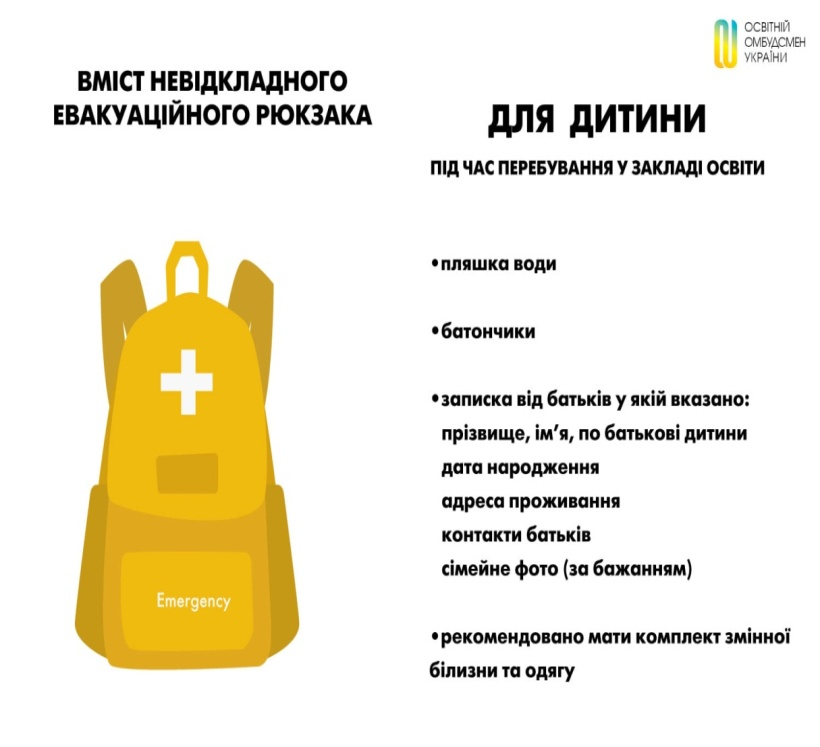 ОСВІТНІЙ
ОМБУДСМЕН
УКРАЇНИ
ВМІСТ НЕВІДКЛАДНОГО
ЕВАКУАЦІЙНОГО РЮКЗАКА
ДЛЯ ДИТИНИ
ПІД ЧАС ПЕРЕБУВАННЯ У ЗАКЛАДІ ОСВІТИ
•пляшка води
•батончики
•записка від батьків у якій вказано:
прізвище, ім’я, по батькові дитини
дата народження
адреса проживання
контакти батьків
сімейне фото (за бажанням)
•рекомендовано мати комплект змінної
білизни та одягу
Emergency